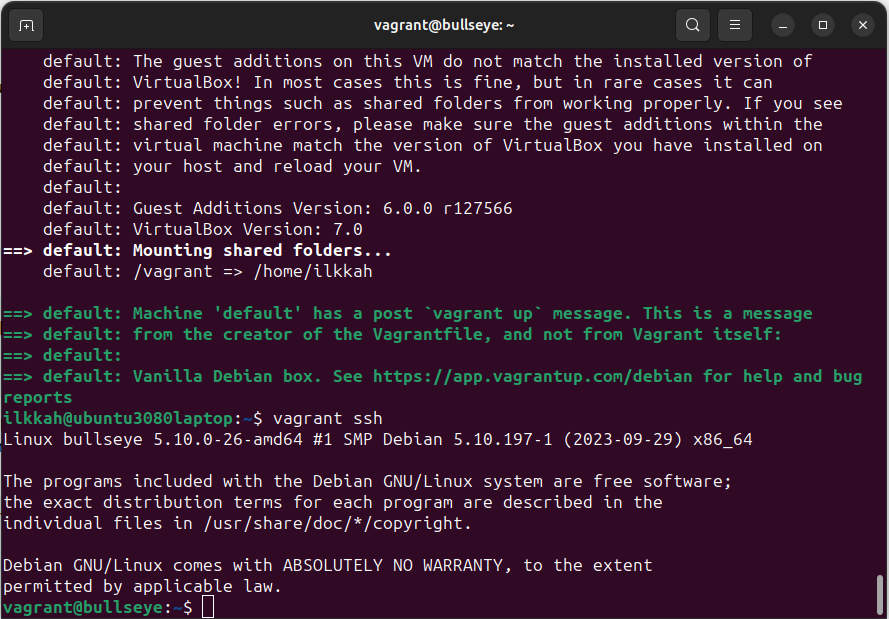 vagrant@bullseye: ~
default: The guest additions on this VM do not match the installed version of
default: VirtualBox! In most cases this is fine, but in rare cases it can
default: prevent things such as shared folders from working properly. If you see
default: shared folder errors, please make sure the guest additions within the
default: virtual machine match the version of VirtualBox you have installed on
default: your host and reload your VM.
default:
default: Guest Additions Version: 6.0.0 r127566
default: VirtualBox Version: 7.0
==> default: Mounting shared folders...
default: /vagrant => /home/ilkkah
==> default: Machine 'default' has a post `vagrant up` message. This is a message
==> default: from the creator of the Vagrantfile, and not from Vagrant itself:
==> default:
==> default: Vanilla Debian box. See https://app.vagrantup.com/debian for help and bug
reports
ilkkah@ubuntu3080laptop:~$ vagrant ssh
Linux bullseye 5.10.0-26-amd64 #1 SMP Debian 5.10.197-1 (2023-09-29) x86_64
The programs included with the Debian GNU/Linux system are free software;
the exact distribution terms for each program are described in the
individual files in /usr/share/doc/*/copyright.
Debian GNU/Linux comes with ABSOLUTELY NO WARRANTY, to the extent
permitted by applicable law.
vagrant@bullseye:~$